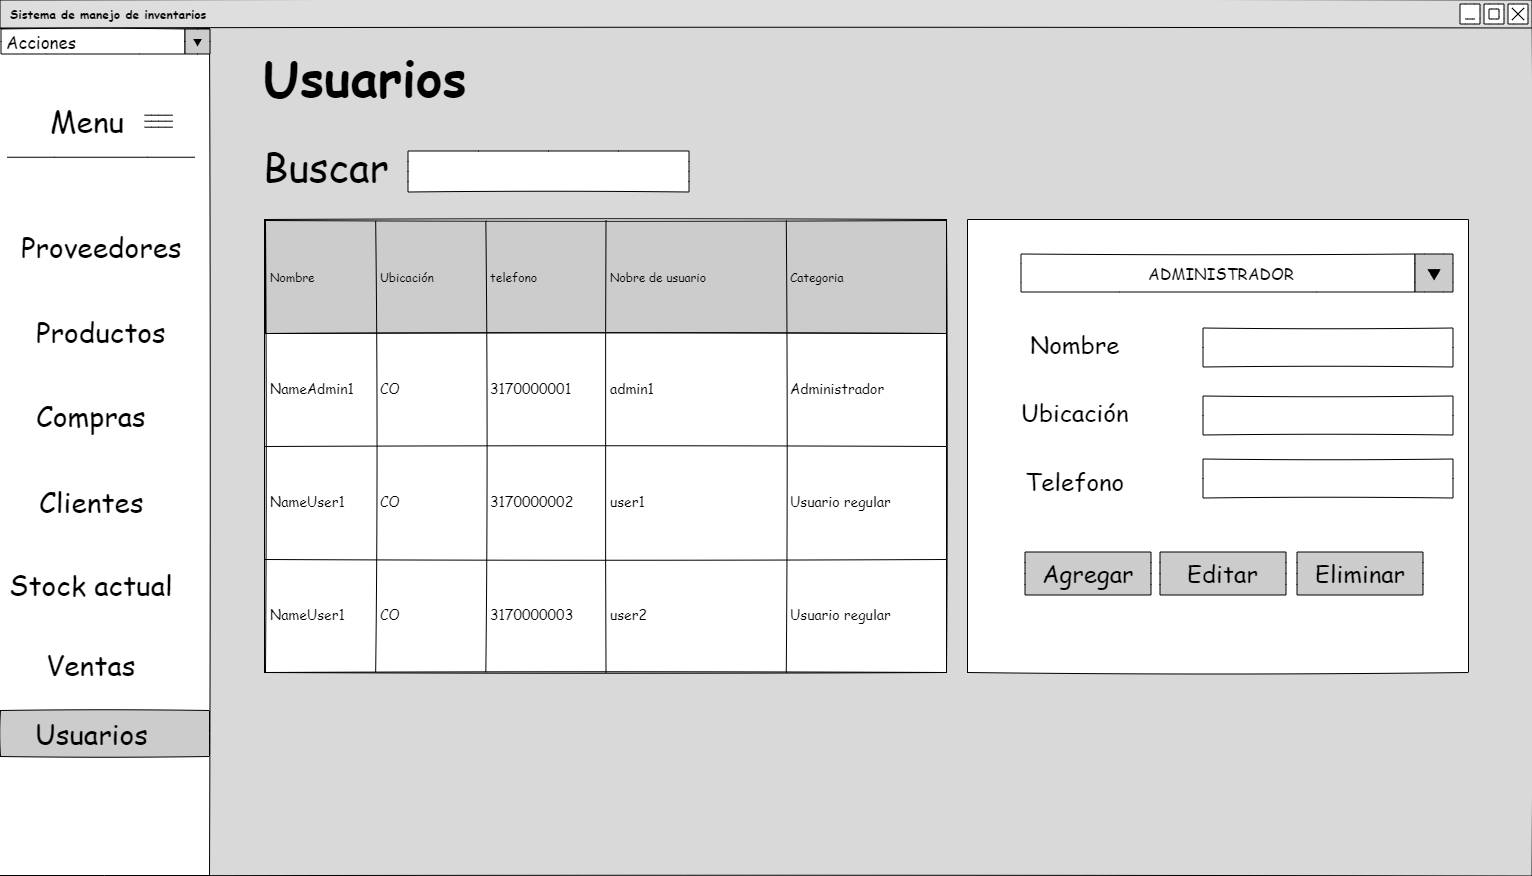 Sistema de manejo de inventarios
Acciones
Menu
Proveedores
Productos
Compras
Clientes
Stock actual
Ventas
Usuarios
Usuarios
Buscar
Nombre Ubicación telefono Nobre de usuario Categoria
NameAdmin1 CO 3170000001 admin1 Administrador
NameUser1 CO 3170000002 user1 Usuario regular
NameUser1 CO 3170000003 user2 Usuario regular
ADMINISTRADOR
Nombre
Ubicación
Telefono
Agregar Editar Eliminar